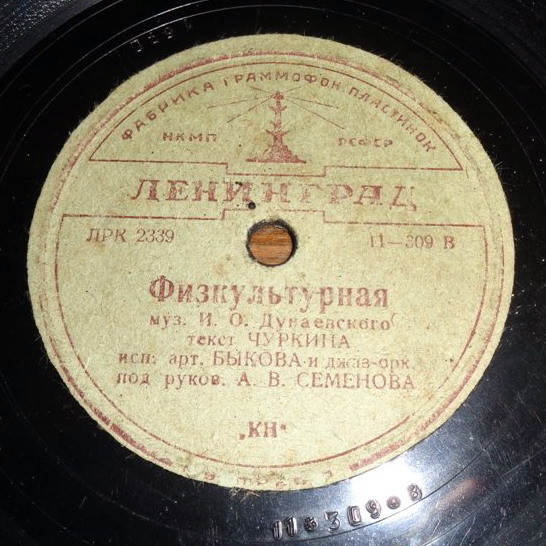 ФАБРИКА ГРАММОФОН. ПЛАСТИНОК
НКМП РСФСР
ЛЕНИНГРАД
ЛРК 2339 11—309 В
Физкультурная
муз. И. О. Дунаевского
текст ЧУРКИНА
исп: арт. БЫКОВА и джаз-орк.
под руков. А. В. СЕМЕНОВА
„КН"
11*309*3